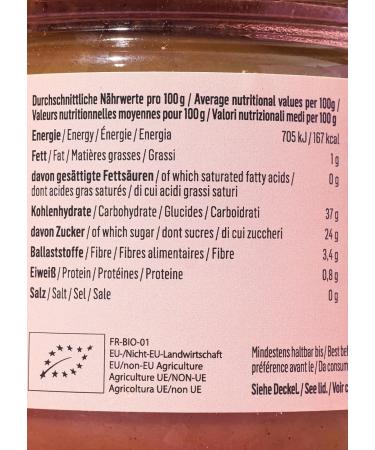 Durchschnittliche Nährwerte pro 100g / Average nutritional values per 100g /
Valeurs nutritionnelles moyennes pour 100g / Valori nutrizionali medi per 100g
Energie / Energy / Énergie / Energia 705 kJ / 167 kcal
Fett / Fat / Matières grasses / Grassi 1 g
davon gesättigte Fettsäuren / of which saturated fatty acids / 0 g
dont acides gras saturés / di cui acidi grassi saturi
Kohlenhydrate / Carbohydrate / Glucides / Carboidrati 37 g
davon Zucker / of which sugar / dont sucres / di cui zuccheri 24 g
Ballaststoffe / Fibre / Fibres alimentaires / Fibre 3,4 g
Eiweiß / Protein / Protéines / Proteine 0,8 g
Salz / Salt / Sel / Sale 0 g
FR-BIO-01
EU-/Nicht-EU-Landwirtschaft
EU/non-EU Agriculture
Agriculture UE/NON-UE
Agricoltura UE/non UE
Mindestens haltbar bis / Best bef
préférence avant le / Da consum
Siehe Deckel. / See lid. / Voir c